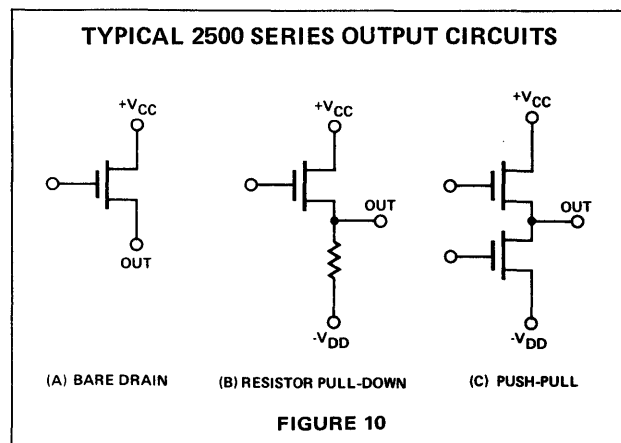 TYPICAL 2500 SERIES OUTPUT CIRCUITS
+VCC
OUT
(A) BARE DRAIN
+VCC
OUT
-VDD
(B) RESISTOR PULL-DOWN
+VCC
OUT
-VDD
(C) PUSH-PULL
FIGURE 10